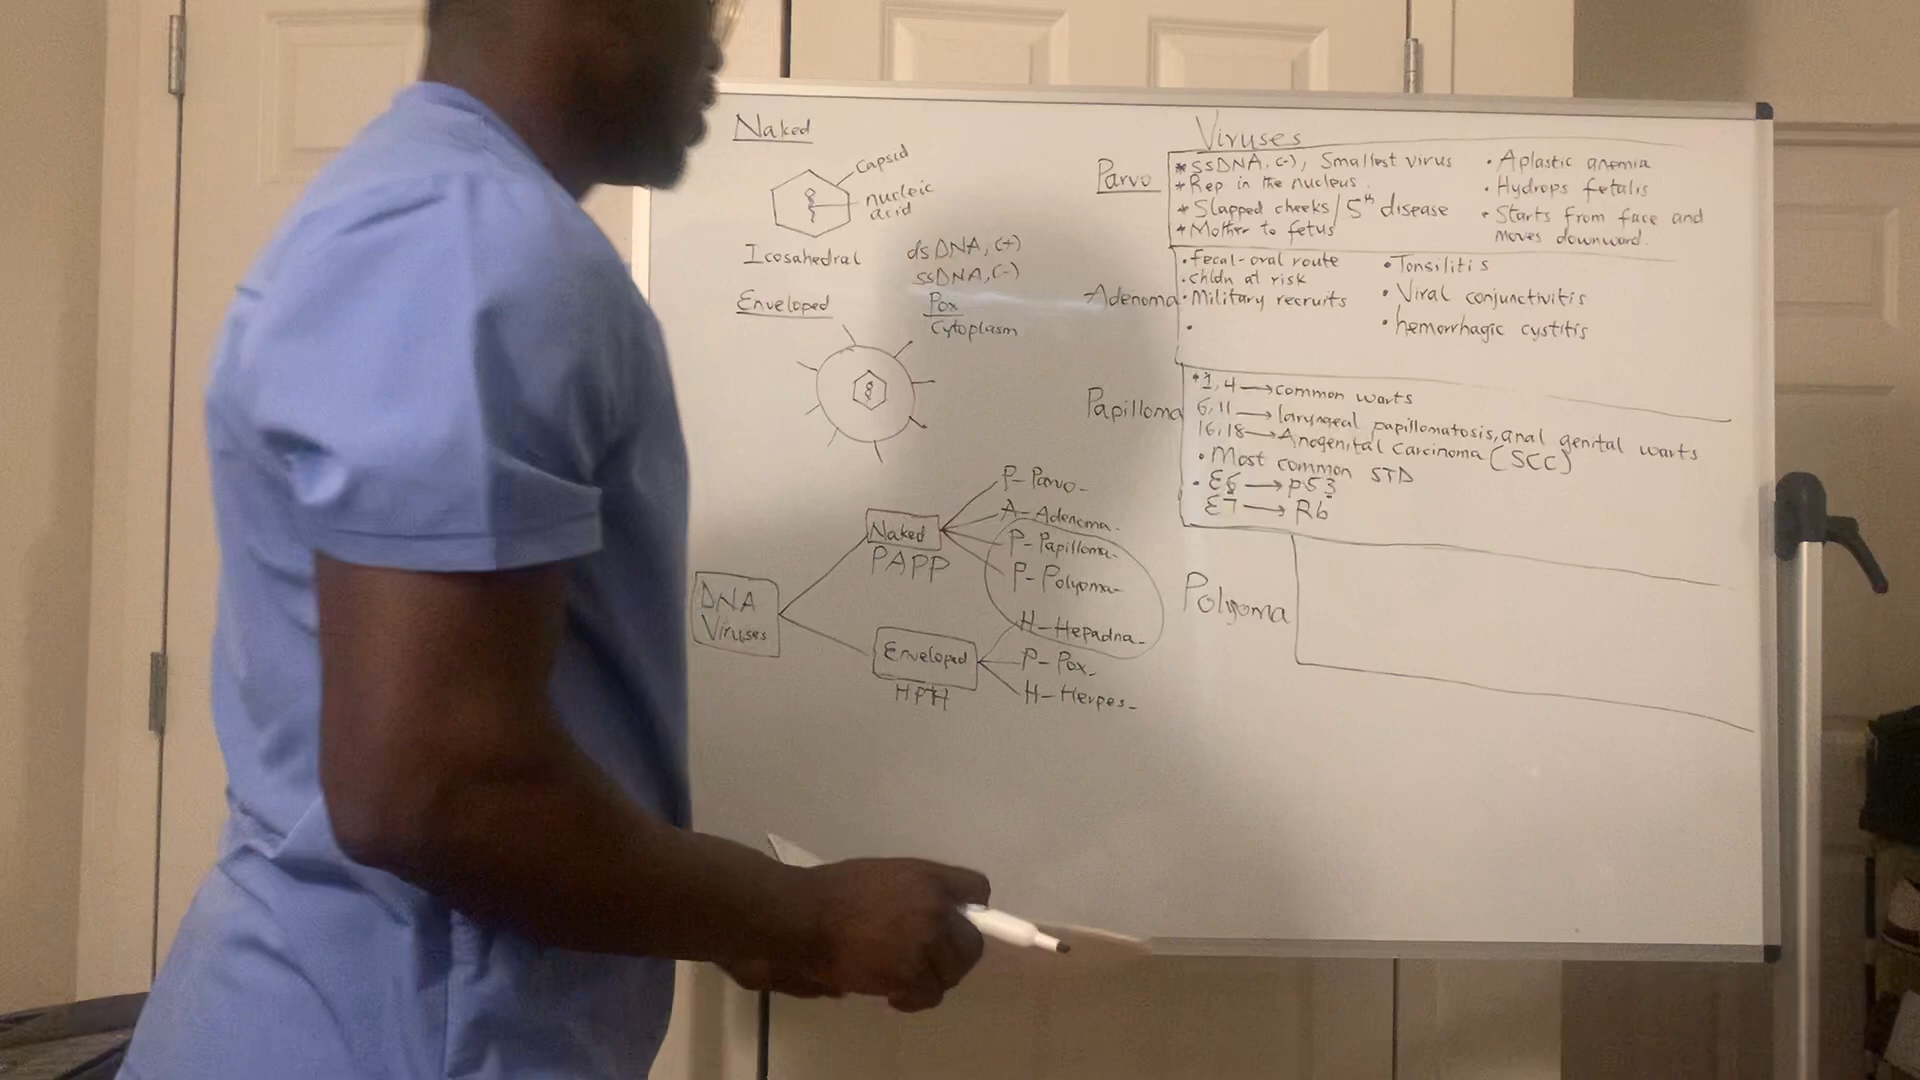 Naked
Capsid
nucleic
acid
Icosahedral
dsDNA, (+)
ssDNA, (-)
Pox
Cytoplasm
Enveloped
DNA
Viruses
Naked
PAPP
P- Parvo-
A- Adenoma-
P- Papilloma-
P- Polyoma-
Enveloped
HPH
H- Hepadna-
P- Pox-
H- Herpes-
Viruses
Parvo
* SSDNA, (-), Smallest virus
* Rep in the nucleus.
* Slapped cheeks / 5th disease
* Mother to fetus
• Aplastic anemia
• Hydrops fetalis
• Starts from face and
moves downward.
Adenoma
• Fecal-oral route
• Chldn at risk
• Military recruits
•
• Tonsilitis
• Viral conjunctivitis
• hemorrhagic cystitis
Papilloma
* 1, 4 → common warts
6, 11 → laryngeal papillomatosis, anal genital warts
16, 18 → Anogenital Carcinoma (SCC)
• Most common STD
• E6 → p53
E7 → Rb
Polyoma